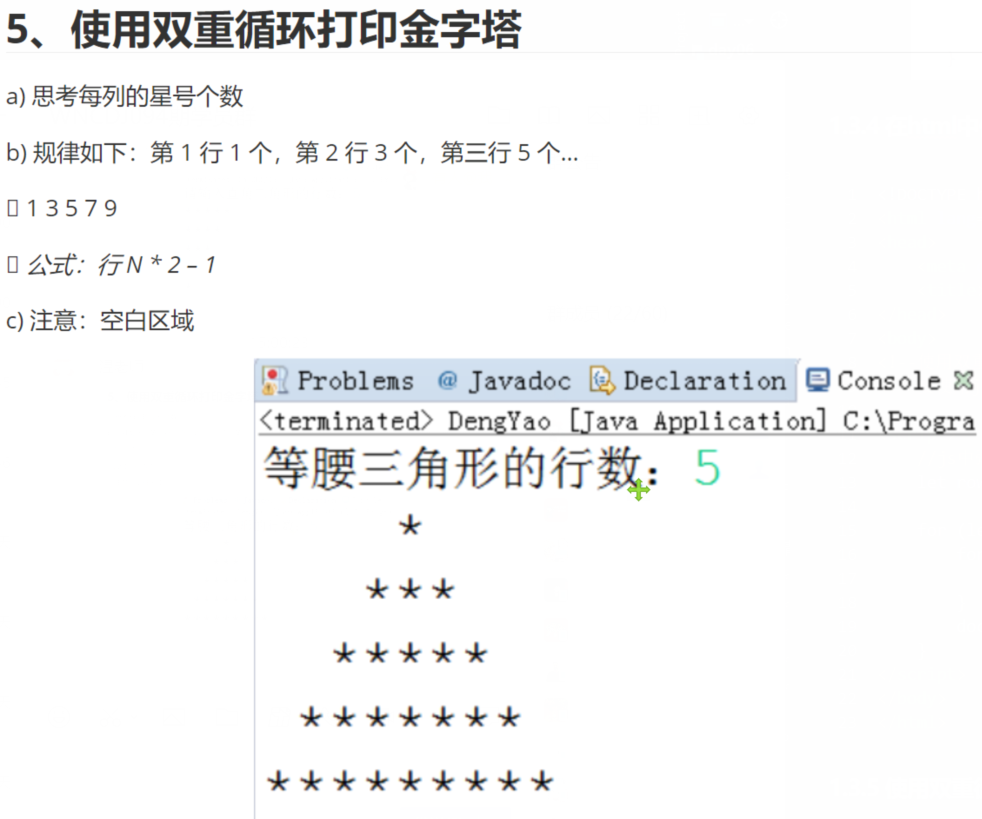 5、使用双重循环打印金字塔
a) 思考每列的星号个数
b) 规律如下：第 1 行 1 个，第 2 行 3 个，第三行 5 个...
▯ 1 3 5 7 9
▯ 公式：行 N * 2 – 1
c) 注意：空白区域
Problems @ Javadoc Declaration Console
<terminated> DengYao [Java Application] C:\Progra
等腰三角形的行数：5
*
***
*****
*******
*********